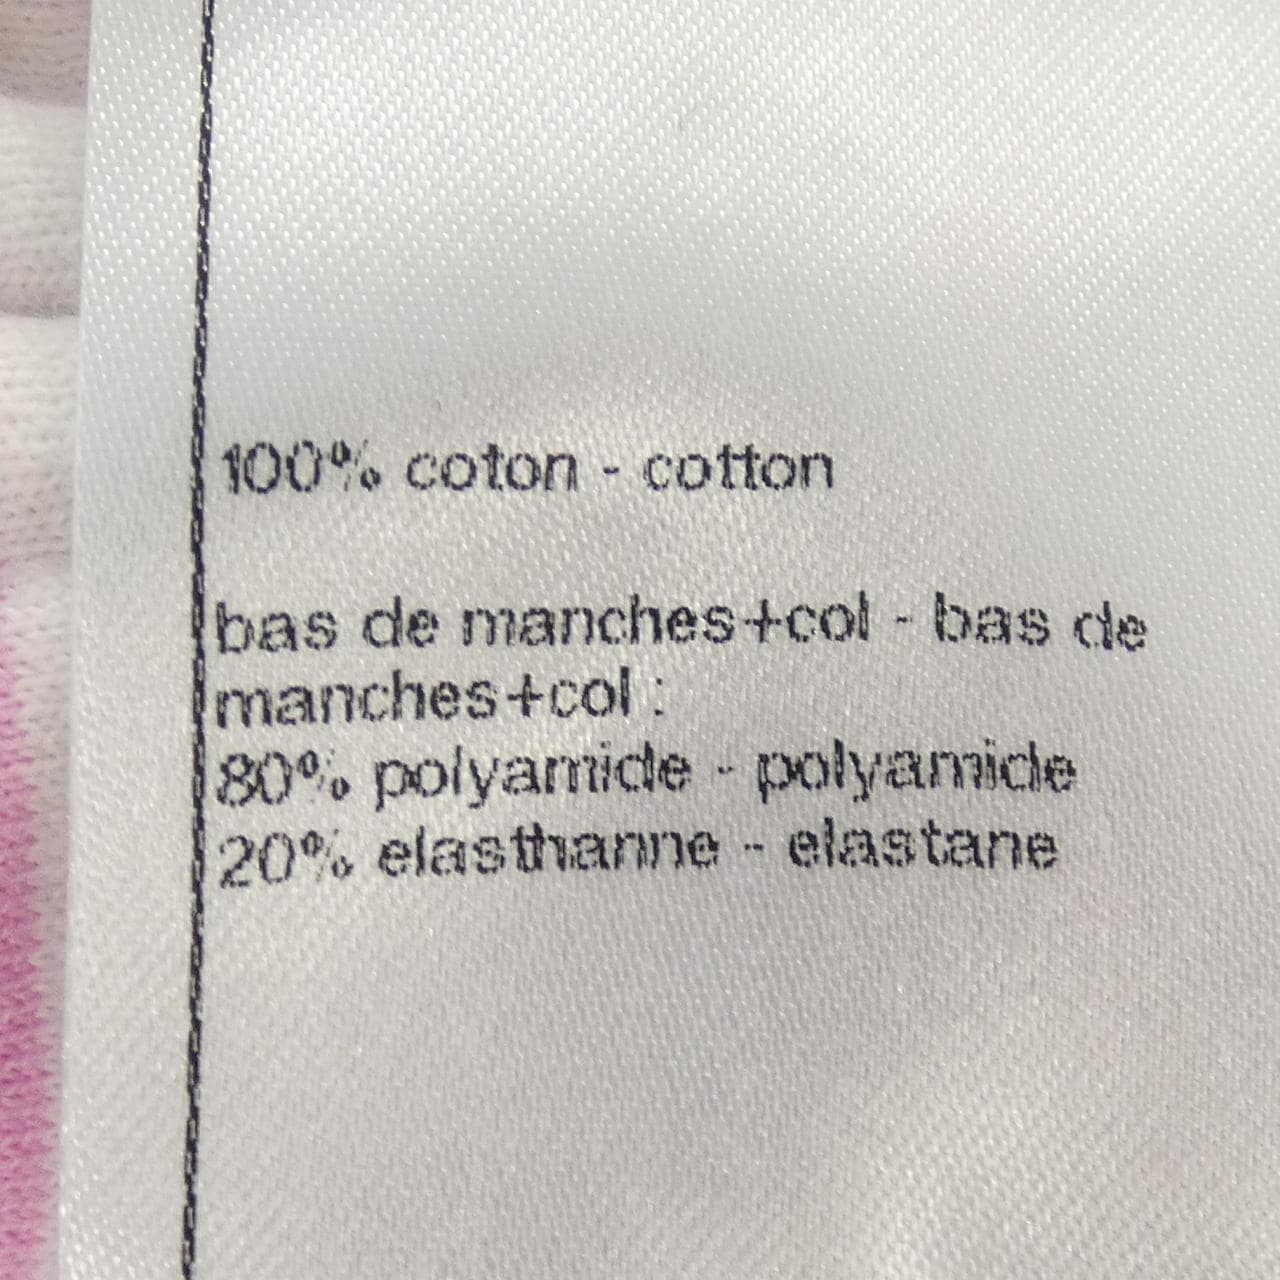 100% coton - cotton
bas de manches+col - bas de
manches+col :
80% polyamide - polyamide
20% elasthanne - elastane